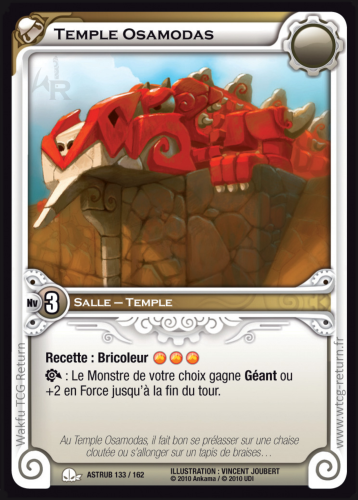 TEMPLE OSAMODAS
WR
Nv 3 SALLE – TEMPLE
Recette : Bricoleur
: Le Monstre de votre choix gagne Géant ou
+2 en Force jusqu'à la fin du tour.
Au Temple Osamodas, il fait bon se prélasser sur une chaise
cloutée ou s'allonger sur un tapis de braises…
ASTRUB 133 / 162
ILLUSTRATION : VINCENT JOUBERT
© 2010 Ankama / © 2010 UDI
Wakfu TCG Return
www.wtcg-return.fr